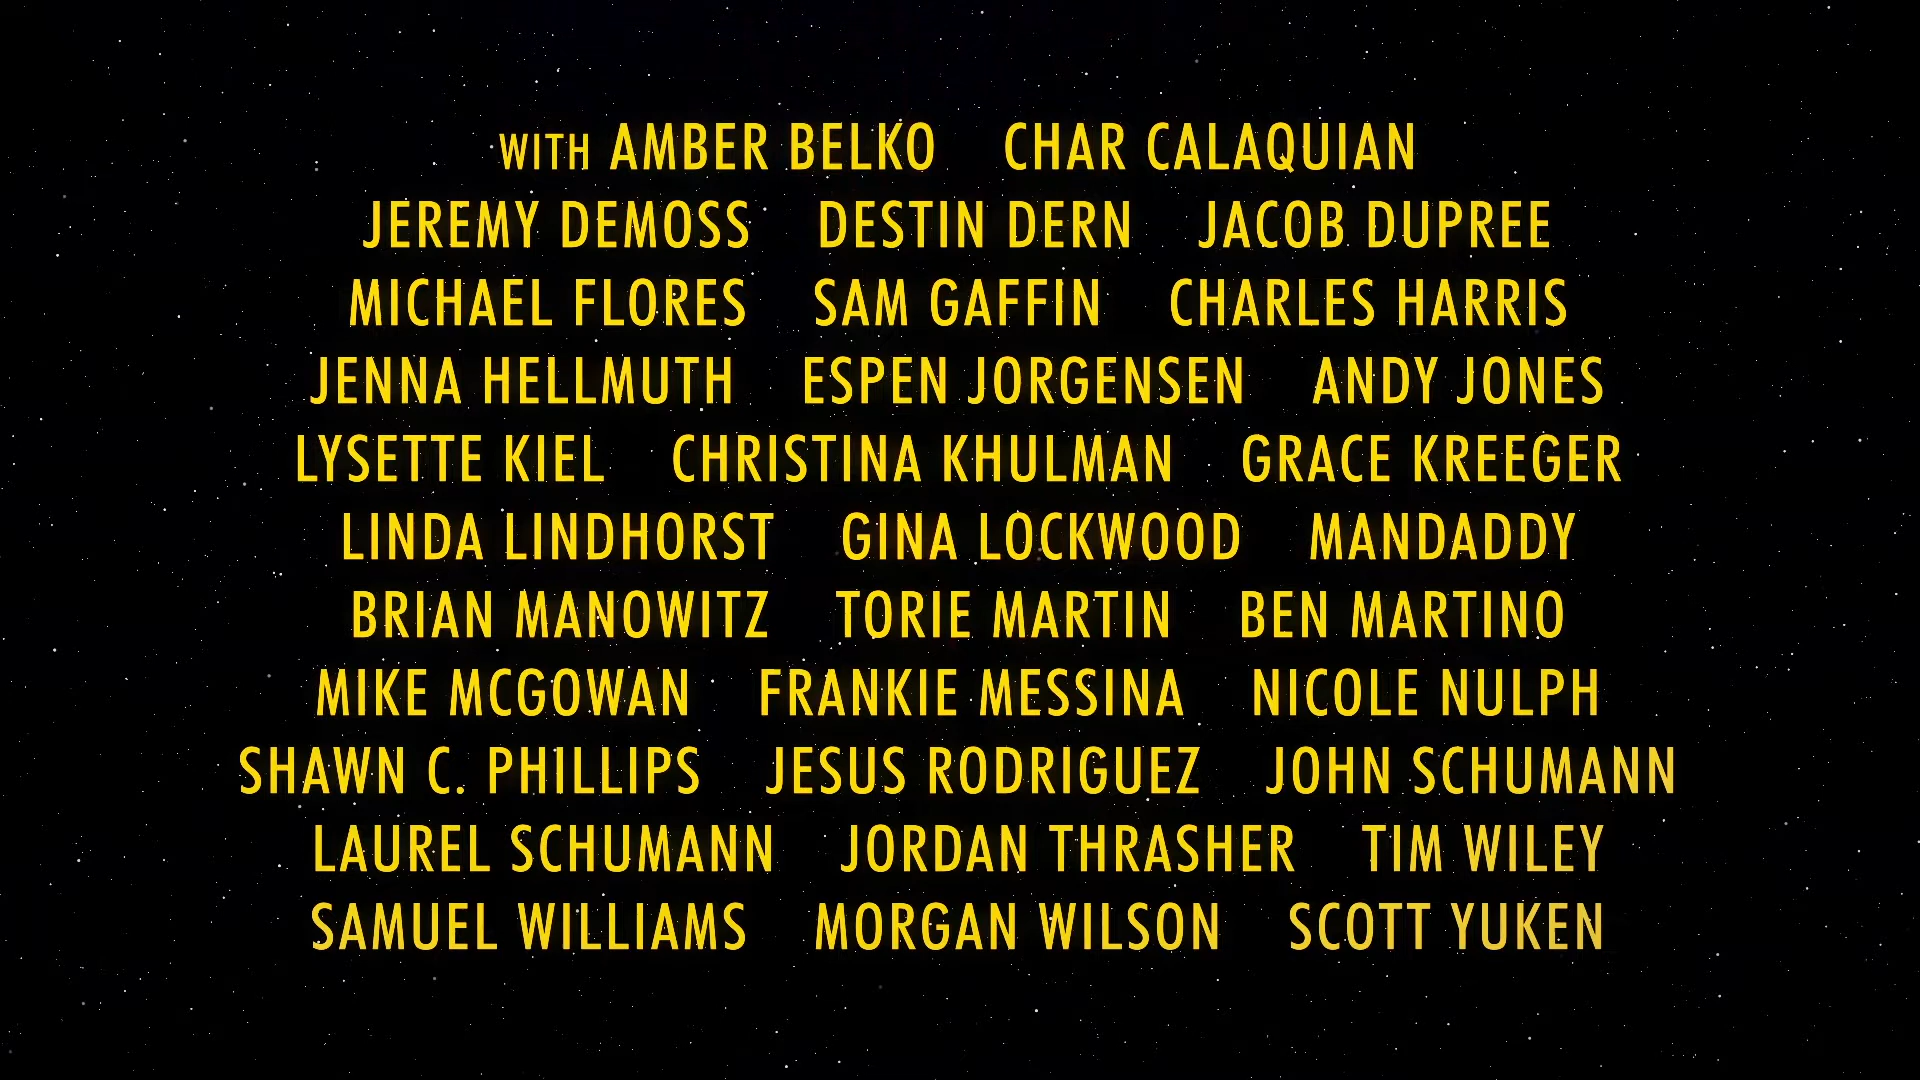 WITH AMBER BELKO CHAR CALAQUIAN
JEREMY DEMOSS DESTIN DERN JACOB DUPREE
MICHAEL FLORES SAM GAFFIN CHARLES HARRIS
JENNA HELLMUTH ESPEN JORGENSEN ANDY JONES
LYSETTE KIEL CHRISTINA KHULMAN GRACE KREEGER
LINDA LINDHORST GINA LOCKWOOD MANDADDY
BRIAN MANOWITZ TORIE MARTIN BEN MARTINO
MIKE MCGOWAN FRANKIE MESSINA NICOLE NULPH
SHAWN C. PHILLIPS JESUS RODRIGUEZ JOHN SCHUMANN
LAUREL SCHUMANN JORDAN THRASHER TIM WILEY
SAMUEL WILLIAMS MORGAN WILSON SCOTT YUKEN